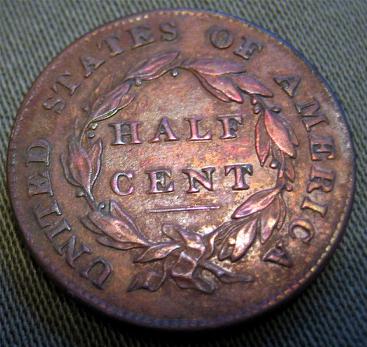 UNITED STATES OF AMERICA
HALF
CENT